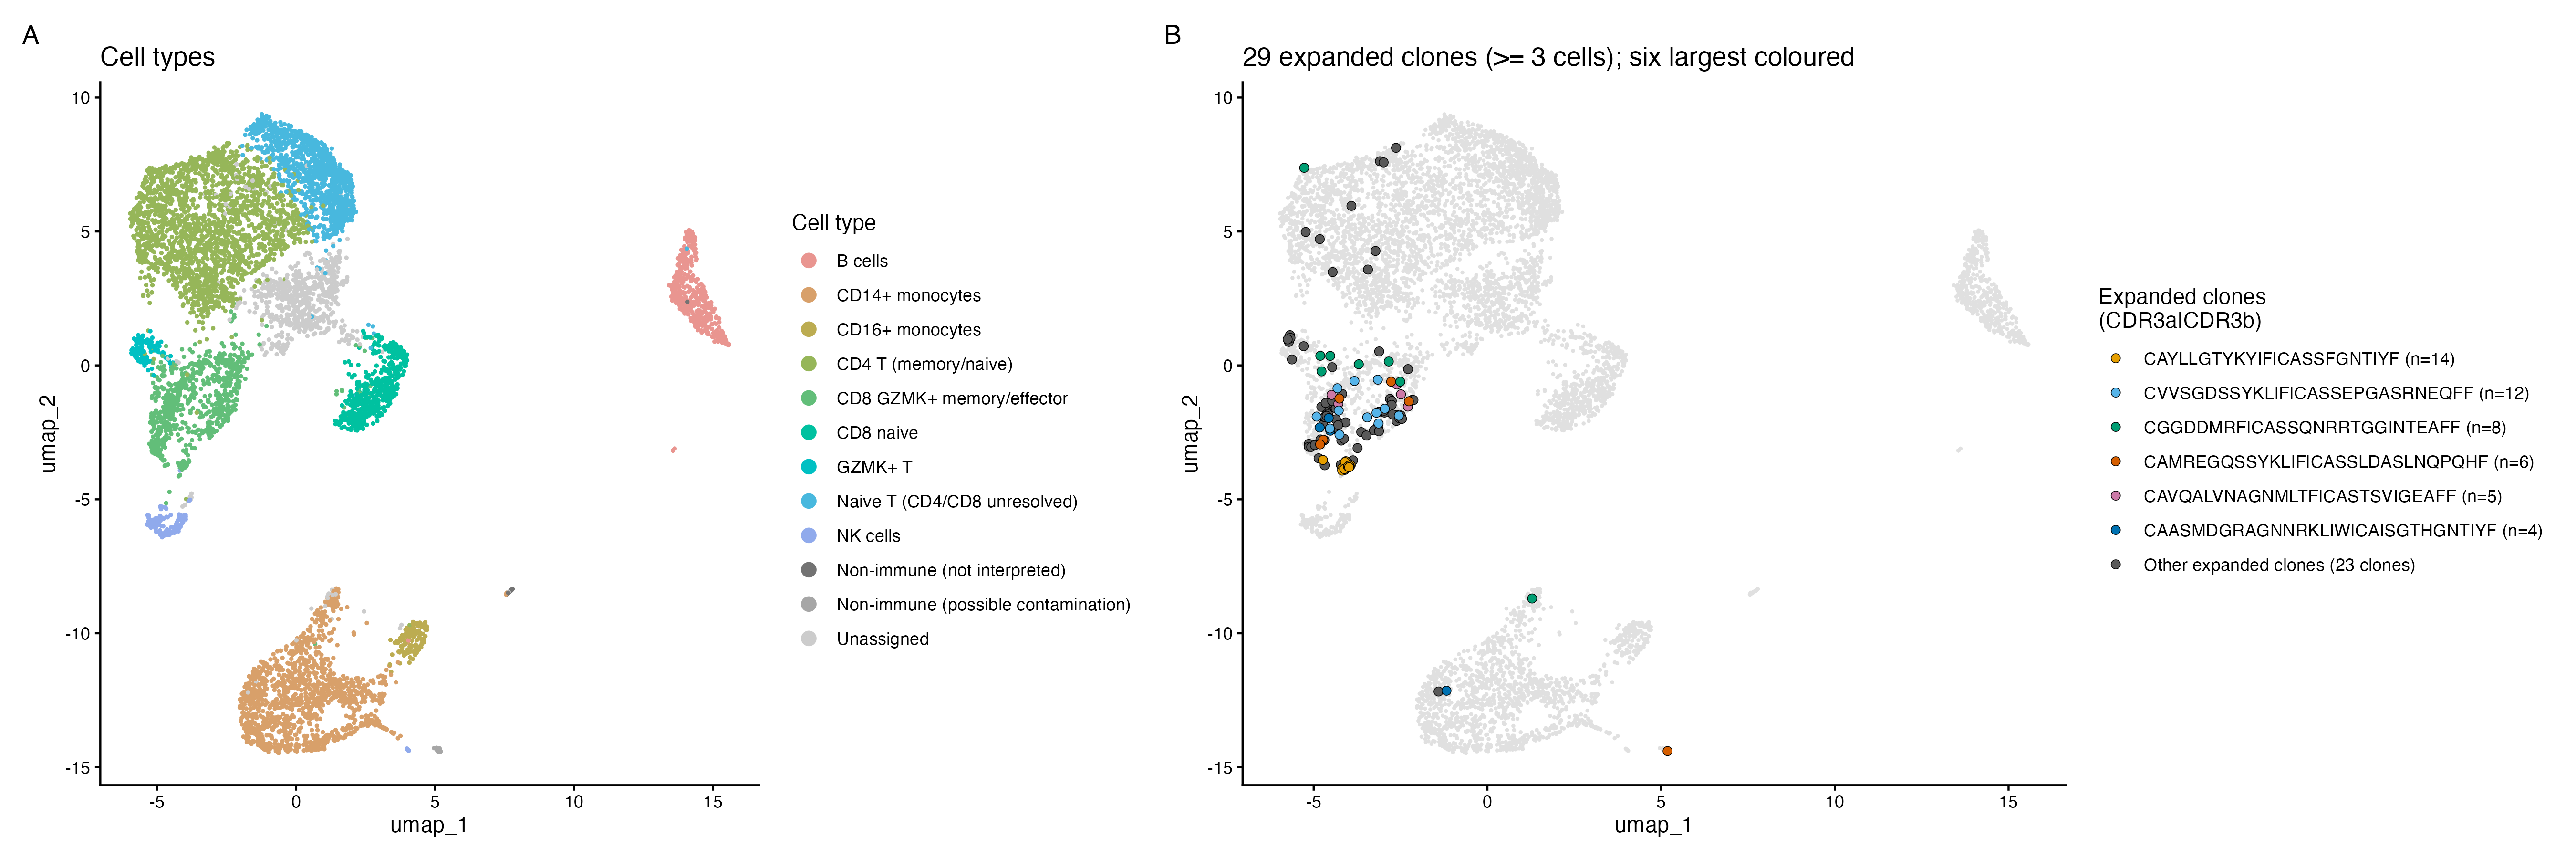 A
Cell types
10
5
0
-5
-10
-15
umap_2
-5
0
5
10
15
umap_1
Cell type
B cells
CD14+ monocytes
CD16+ monocytes
CD4 T (memory/naive)
CD8 GZMK+ memory/effector
CD8 naive
GZMK+ T
Naive T (CD4/CD8 unresolved)
NK cells
Non-immune (not interpreted)
Non-immune (possible contamination)
Unassigned
B
29 expanded clones (>= 3 cells); six largest coloured
10
5
0
-5
-10
-15
umap_2
-5
0
5
10
15
umap_1
Expanded clones
(CDR3a|CDR3b)
CAYLLGTYKYIF|CASSFGNTIYF (n=14)
CVVSGDSSYKLIF|CASSEPGASRNEQFF (n=12)
CGGDDMRF|CASSQNRRTGGINTEAFF (n=8)
CAMREGQSSYKLIF|CASSLDASLNQPQHF (n=6)
CAVQALVNAGNMLTF|CASTSVIGEAFF (n=5)
CAASMDGRAGNNRKLIW|CAISGTHGNTIYF (n=4)
Other expanded clones (23 clones)